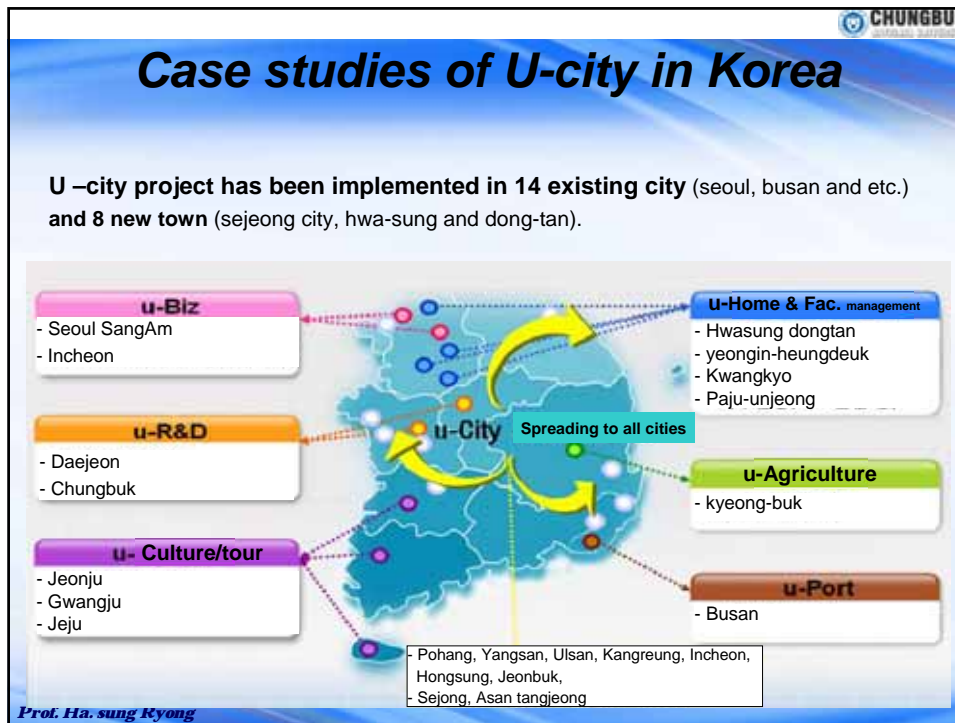 CHUNGBU
Case studies of U-city in Korea
U –city project has been implemented in 14 existing city (seoul, busan and etc.)
and 8 new town (sejeong city, hwa-sung and dong-tan).
u-Biz
- Seoul SangAm
- Incheon
u-R&D
- Daejeon
- Chungbuk
u- Culture/tour
- Jeonju
- Gwangju
- Jeju
u-City
Spreading to all cities
u-Home & Fac. management
- Hwasung dongtan
- yeongin-heungdeuk
- Kwangkyo
- Paju-unjeong
u-Agriculture
- kyeong-buk
u-Port
- Busan
- Pohang, Yangsan, Ulsan, Kangreung, Incheon,
Hongsung, Jeonbuk,
- Sejong, Asan tangjeong
Prof. Ha. sung Ryong